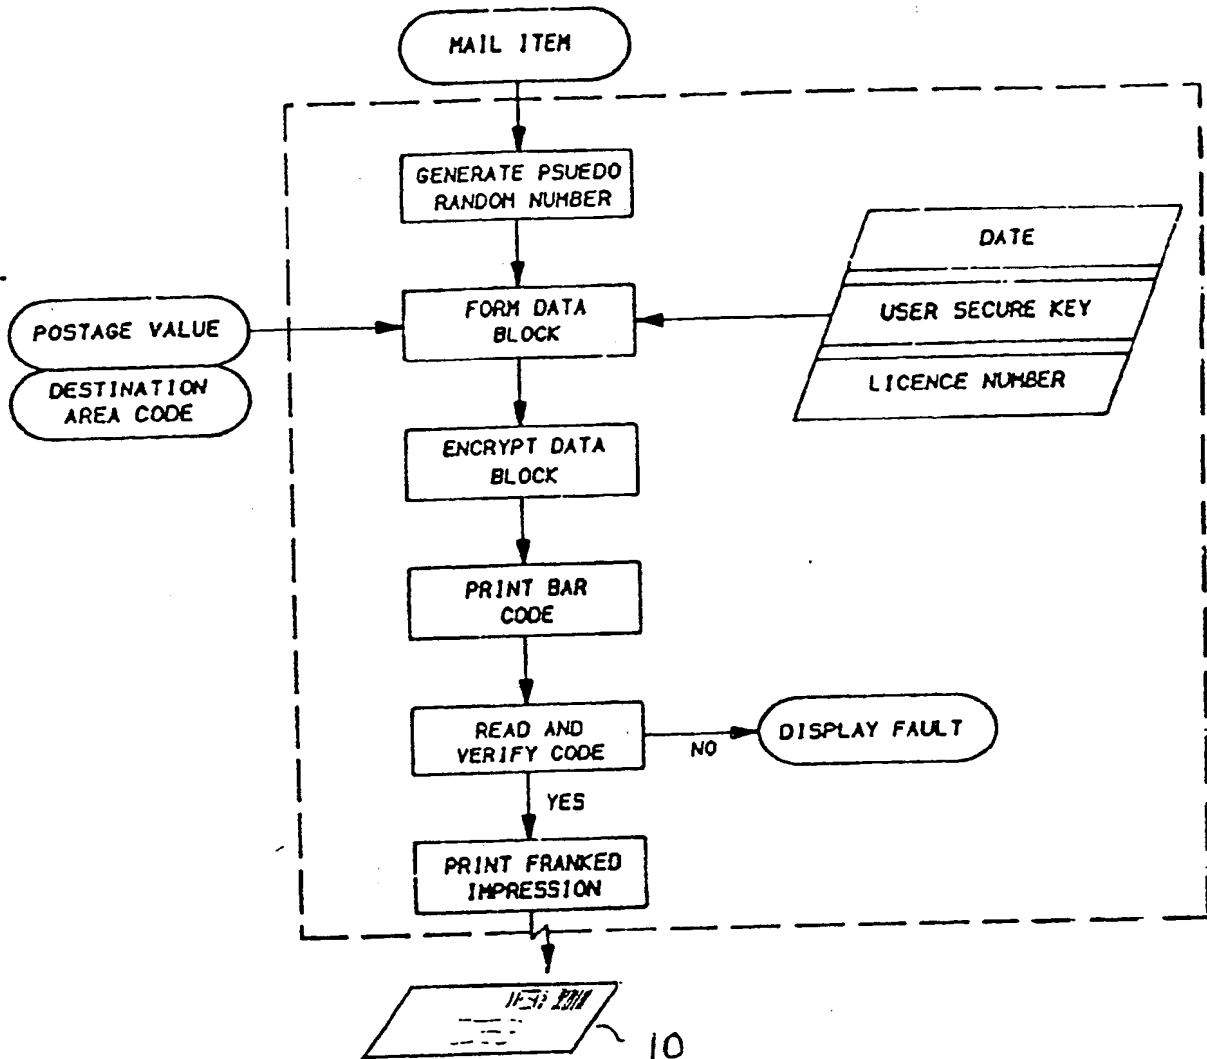 MAIL ITEM
GENERATE PSUEDO
RANDOM NUMBER
DATE
USER SECURE KEY
LICENCE NUMBER
FORM DATA
BLOCK
POSTAGE VALUE
DESTINATION
AREA CODE
ENCRYPT DATA
BLOCK
PRINT BAR
CODE
READ AND
VERIFY CODE
NO
DISPLAY FAULT
YES
PRINT FRANKED
IMPRESSION
10